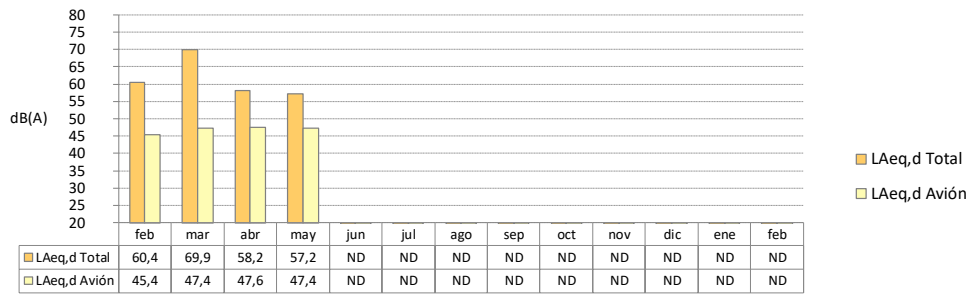 80
75
70
65
60
55
50
45
40
35
30
25
20
dB(A)
LAeq,d Total
LAeq,d Avión
feb mar abr may jun jul ago sep oct nov dic ene feb
LAeq,d Total 60,4 69,9 58,2 57,2 ND ND ND ND ND ND ND ND ND
LAeq,d Avión 45,4 47,4 47,6 47,4 ND ND ND ND ND ND ND ND ND